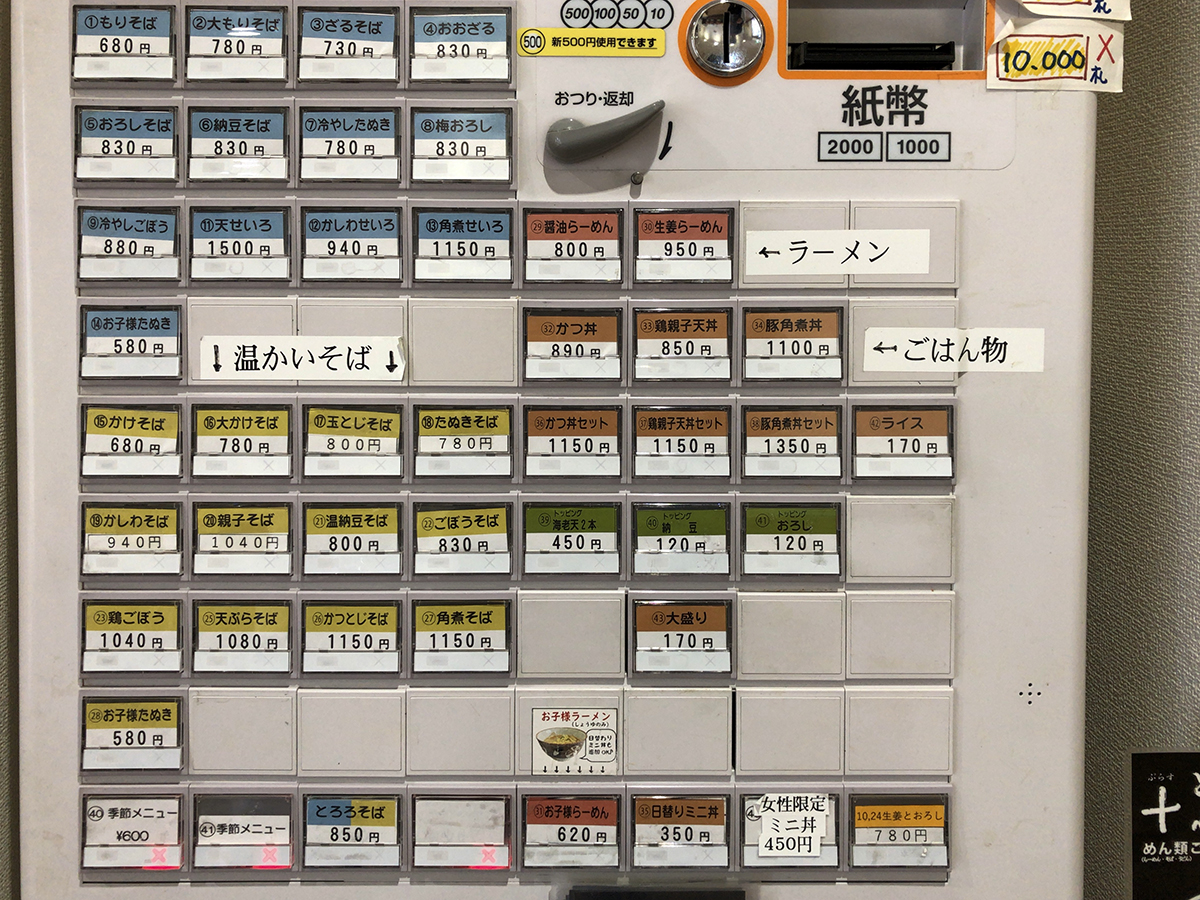 500 100 50 10
500 新500円使用できます
札
10.000 ×
札
おつり・返却
紙幣
2000 1000
①もりそば
680円
②大もりそば
780円
③ざるそば
730円
④おおざる
830円
⑤おろしそば
830円
⑥納豆そば
830円
⑦冷やしたぬき
780円
⑧梅おろし
830円
⑨冷やしごぼう
880円
⑪天せいろ
1500円
⑫かしわせいろ
940円
⑬角煮せいろ
1150円
㉙醤油らーめん
800円
㉚生姜らーめん
950円
←ラーメン
⑭お子様たぬき
580円
↓温かいそば↓
㉜かつ丼
890円
㉝鶏親子天丼
850円
㉞豚角煮丼
1100円
←ごはん物
⑮かけそば
680円
⑯大かけそば
780円
⑰玉とじそば
800円
⑱たぬきそば
780円
㊱かつ丼セット
1150円
㊲鶏親子天丼セット
1150円
㊳豚角煮丼セット
1350円
㊷ライス
170円
⑲かしわそば
940円
⑳親子そば
1040円
㉑温納豆そば
800円
㉒ごぼうそば
830円
トッピング
㊴海老天2本
450円
トッピング
㊵納 豆
120円
トッピング
㊶おろし
120円
㉓鶏ごぼう
1040円
㉕天ぷらそば
1080円
㉖かつとじそば
1150円
㉗角煮そば
1150円
㊸大盛り
170円
㉘お子様たぬき
580円
お子様ラーメン
(しょうゆのみ)
日替わり
ミニ丼も
追加OK♪
↓↓↓↓↓↓
㊵季節メニュー
¥600
㊶季節メニュー
とろろそば
850円
㉛お子様らーめん
620円
㉟日替りミニ丼
350円
女性限定
ミニ丼
450円
10,24生姜とおろし
780円
ぷらす
十
めん類こ